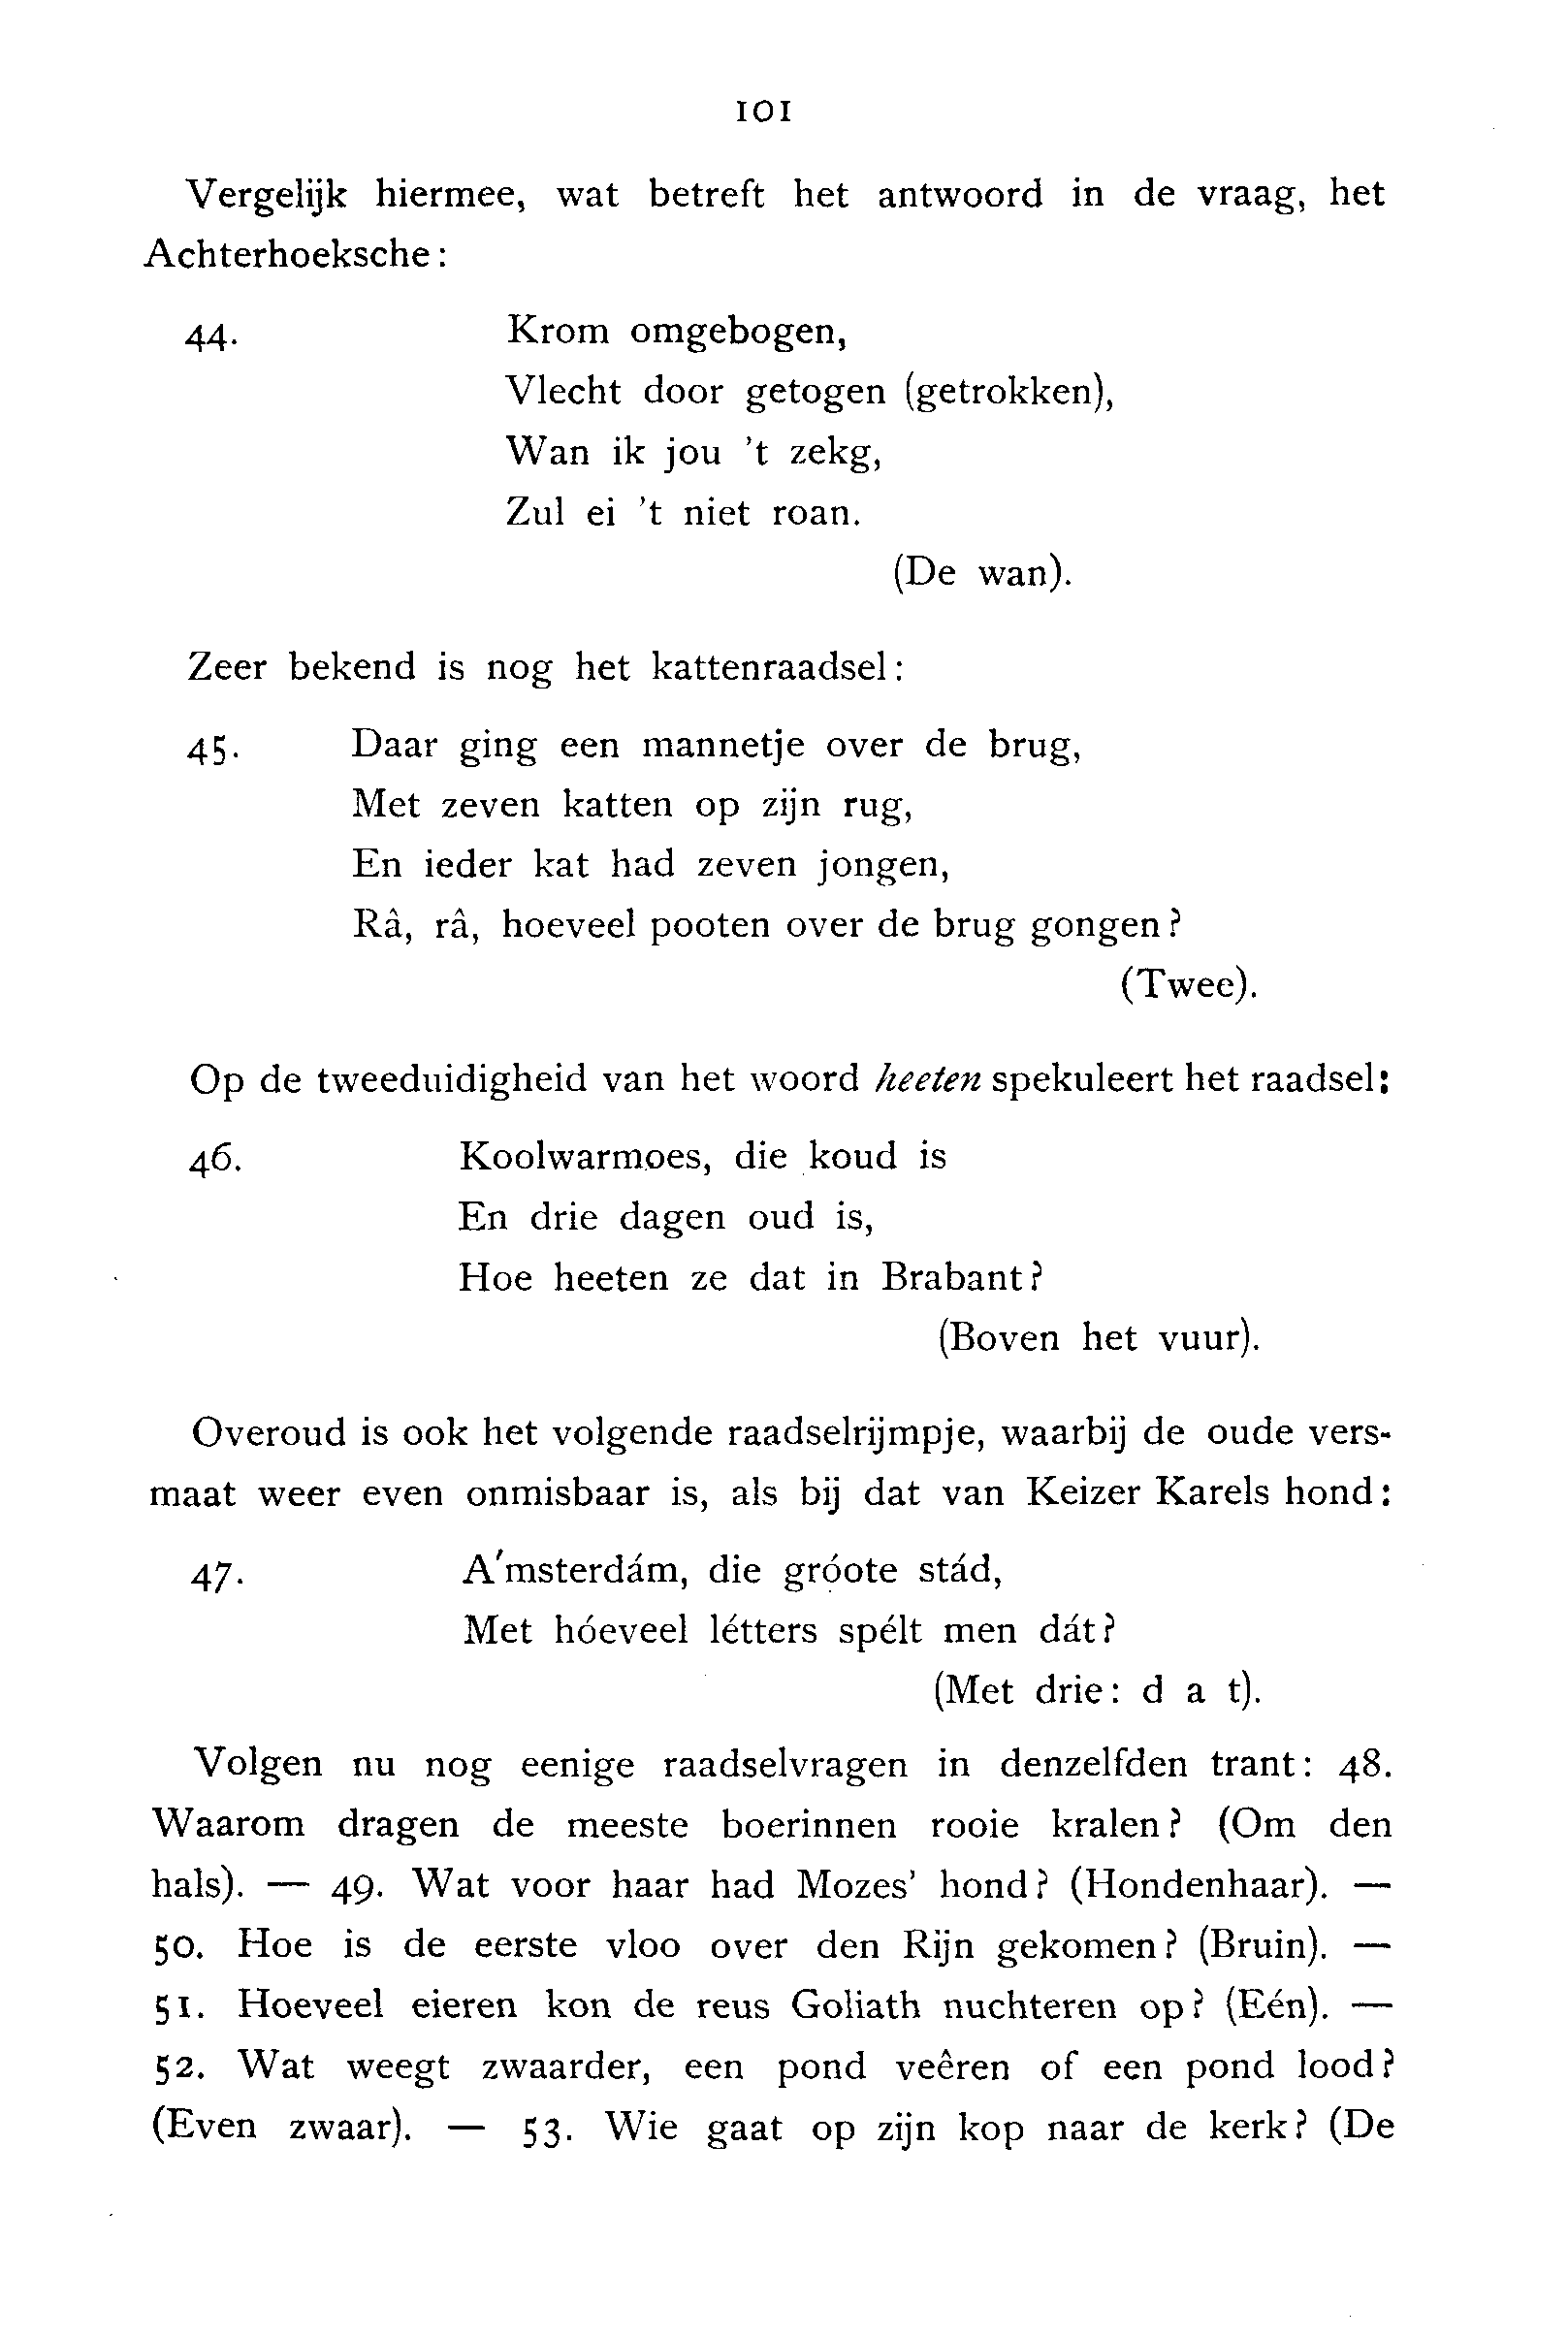 101
Vergelijk hiermee, wat betreft het antwoord in de vraag, het
Achterhoeksche:
44. Krom omgebogen,
Vlecht door getogen (getrokken),
Wan ik jou 't zekg,
Zul ei 't niet roan.
(De wan).
Zeer bekend is nog het kattenraadsel:
45. Daar ging een mannetje over de brug,
Met zeven katten op zijn rug,
En ieder kat had zeven jongen,
Râ, râ, hoeveel pooten over de brug gongen?
(Twee).
Op de tweeduidigheid van het woord heeten spekuleert het raadsel:
46. Koolwarmoes, die koud is
En drie dagen oud is,
Hoe heeten ze dat in Brabant?
(Boven het vuur).
Overoud is ook het volgende raadselrijmpje, waarbij de oude vers-
maat weer even onmisbaar is, als bij dat van Keizer Karels hond:
47. A'msterdám, die gróote stád,
Met hóeveel létters spélt men dát?
(Met drie: d a t).
Volgen nu nog eenige raadselvragen in denzelfden trant: 48.
Waarom dragen de meeste boerinnen rooie kralen? (Om den
hals). — 49. Wat voor haar had Mozes' hond? (Hondenhaar). —
50. Hoe is de eerste vloo over den Rijn gekomen? (Bruin). —
51. Hoeveel eieren kon de reus Goliath nuchteren op? (Eén). —
52. Wat weegt zwaarder, een pond veêren of een pond lood?
(Even zwaar). — 53. Wie gaat op zijn kop naar de kerk? (De